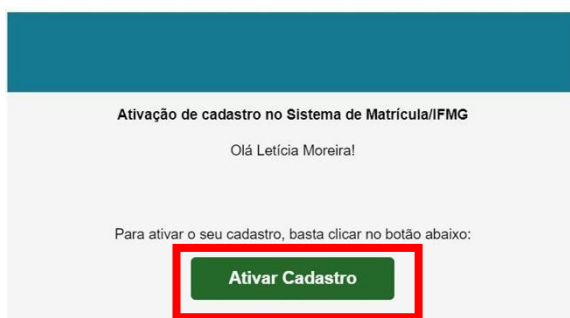 Ativação de cadastro no Sistema de Matrícula/IFMG
Olá Letícia Moreira!
Para ativar o seu cadastro, basta clicar no botão abaixo:
Ativar Cadastro